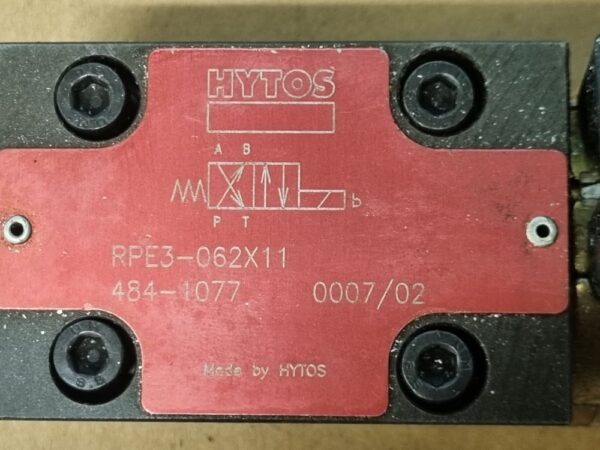 HYTOS
A B
b
P T
RPE3-062X11
484-1077 0007/02
Made by HYTOS